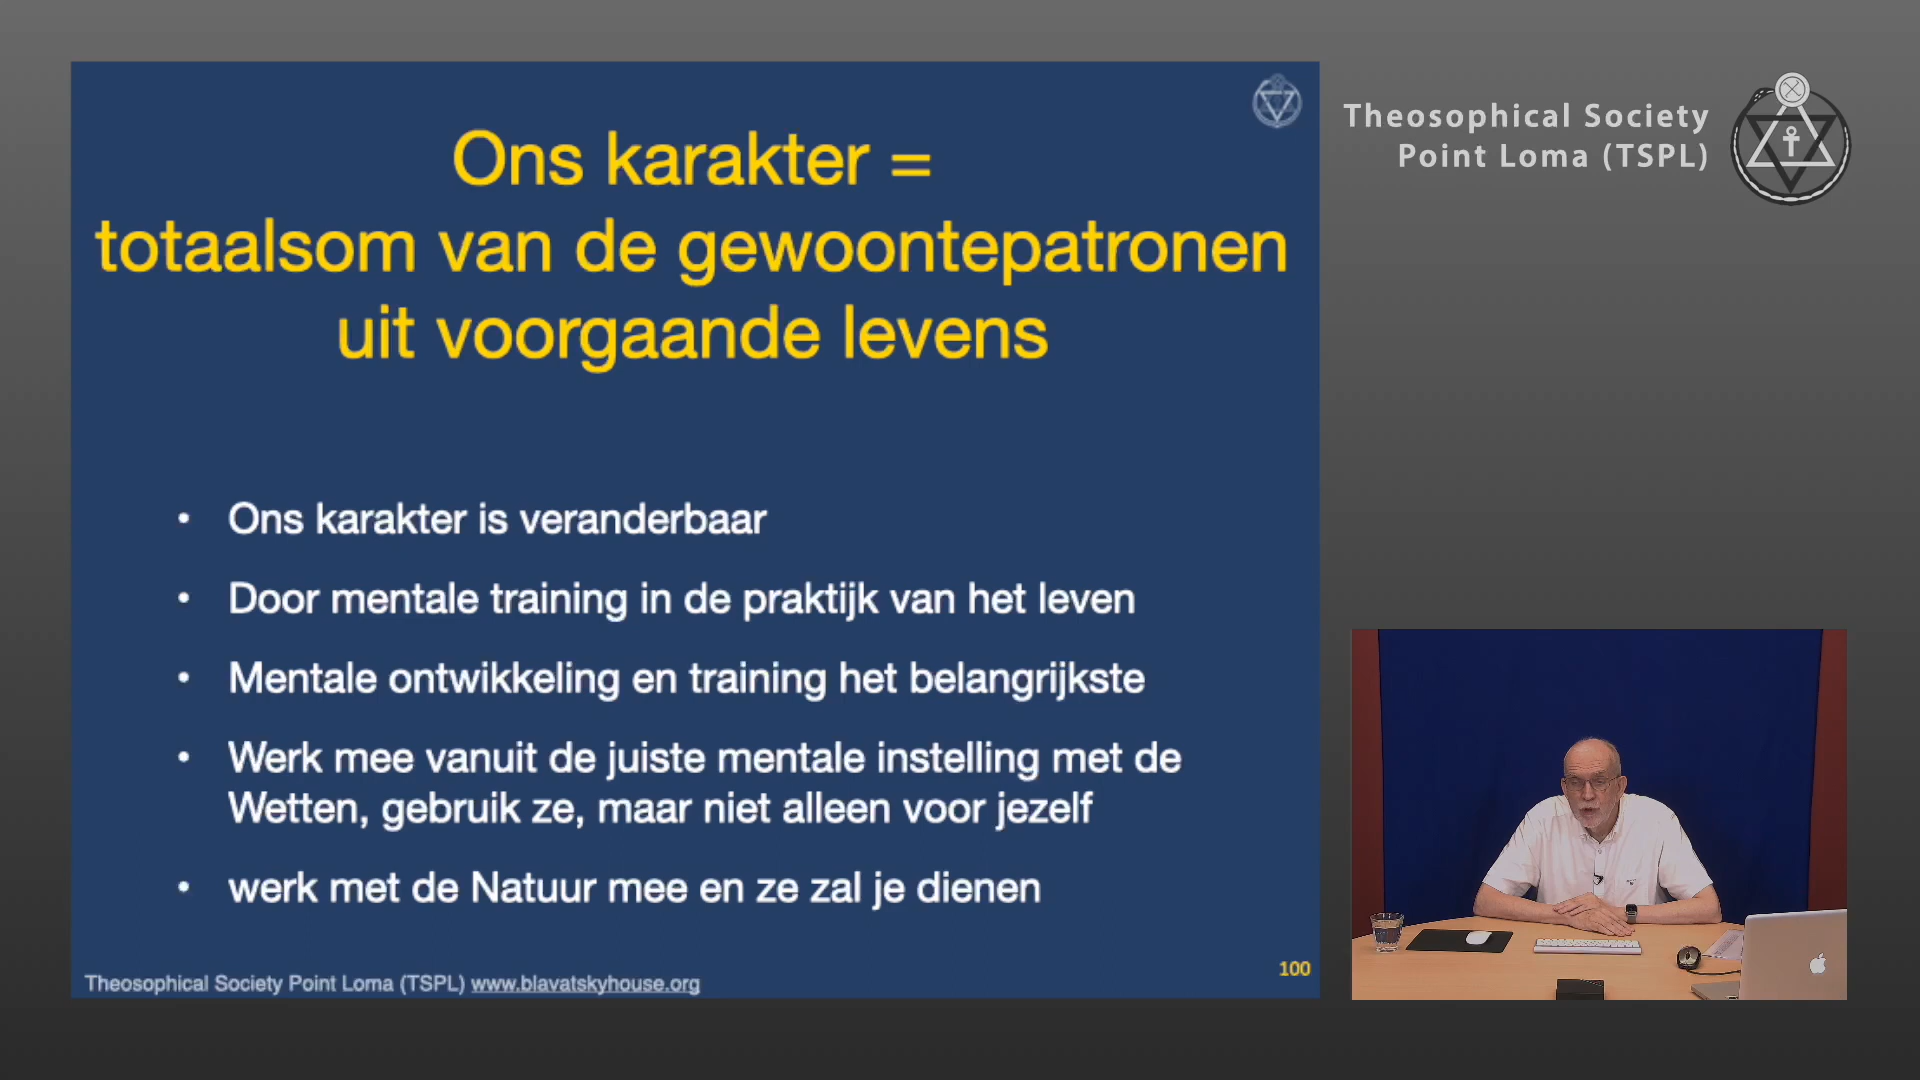 Ons karakter =
totaalsom van de gewoontepatronen
uit voorgaande levens
• Ons karakter is veranderbaar
• Door mentale training in de praktijk van het leven
• Mentale ontwikkeling en training het belangrijkste
• Werk mee vanuit de juiste mentale instelling met de
Wetten, gebruik ze, maar niet alleen voor jezelf
• werk met de Natuur mee en ze zal je dienen
100
Theosophical Society Point Loma (TSPL) www.blavatskyhouse.org
Theosophical Society
Point Loma (TSPL)